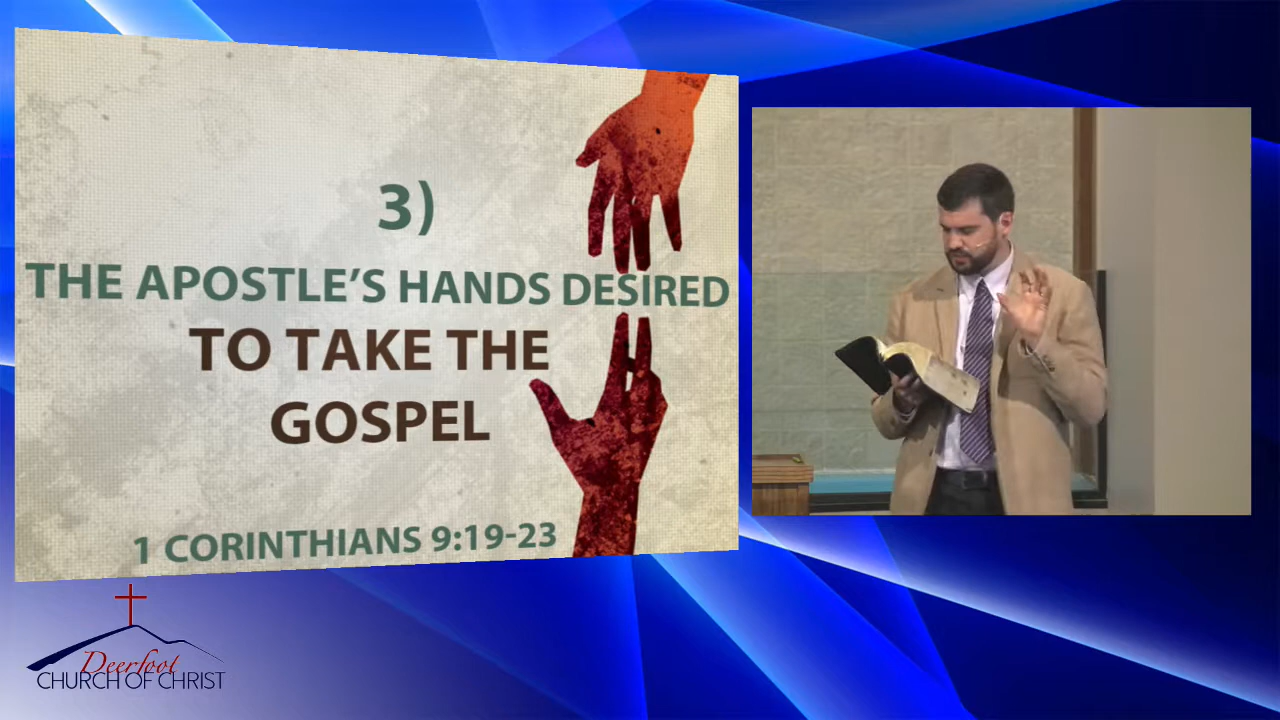 3)
THE APOSTLE'S HANDS DESIRED
TO TAKE THE
GOSPEL
1 CORINTHIANS 9:19-23
Deerfoot
CHURCH OF CHRIST